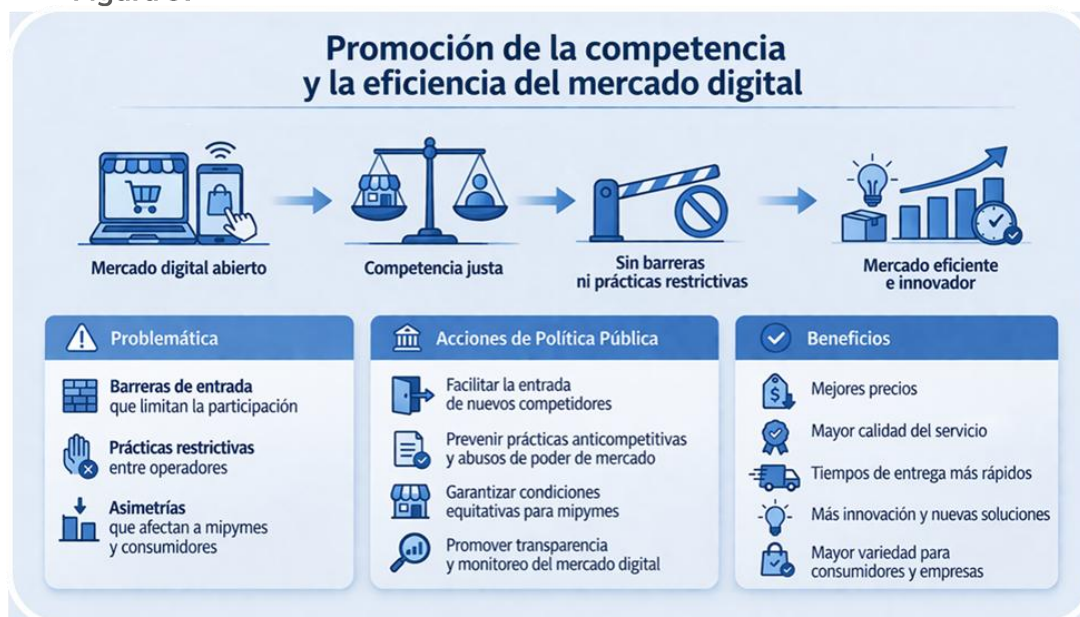 Promoción de la competencia
y la eficiencia del mercado digital
Mercado digital abierto
Competencia justa
Sin barreras
ni prácticas restrictivas
Mercado eficiente
e innovador
Problemática
Barreras de entrada
que limitan la participación
Prácticas restrictivas
entre operadores
Asimetrías
que afectan a mipymes
y consumidores
Acciones de Política Pública
Facilitar la entrada
de nuevos competidores
Prevenir prácticas anticompetitivas
y abusos de poder de mercado
Garantizar condiciones
equitativas para mipymes
Promover transparencia
y monitoreo del mercado digital
Beneficios
$
Mejores precios
Mayor calidad del servicio
Tiempos de entrega más rápidos
Más innovación y nuevas soluciones
Mayor variedad para
consumidores y empresas